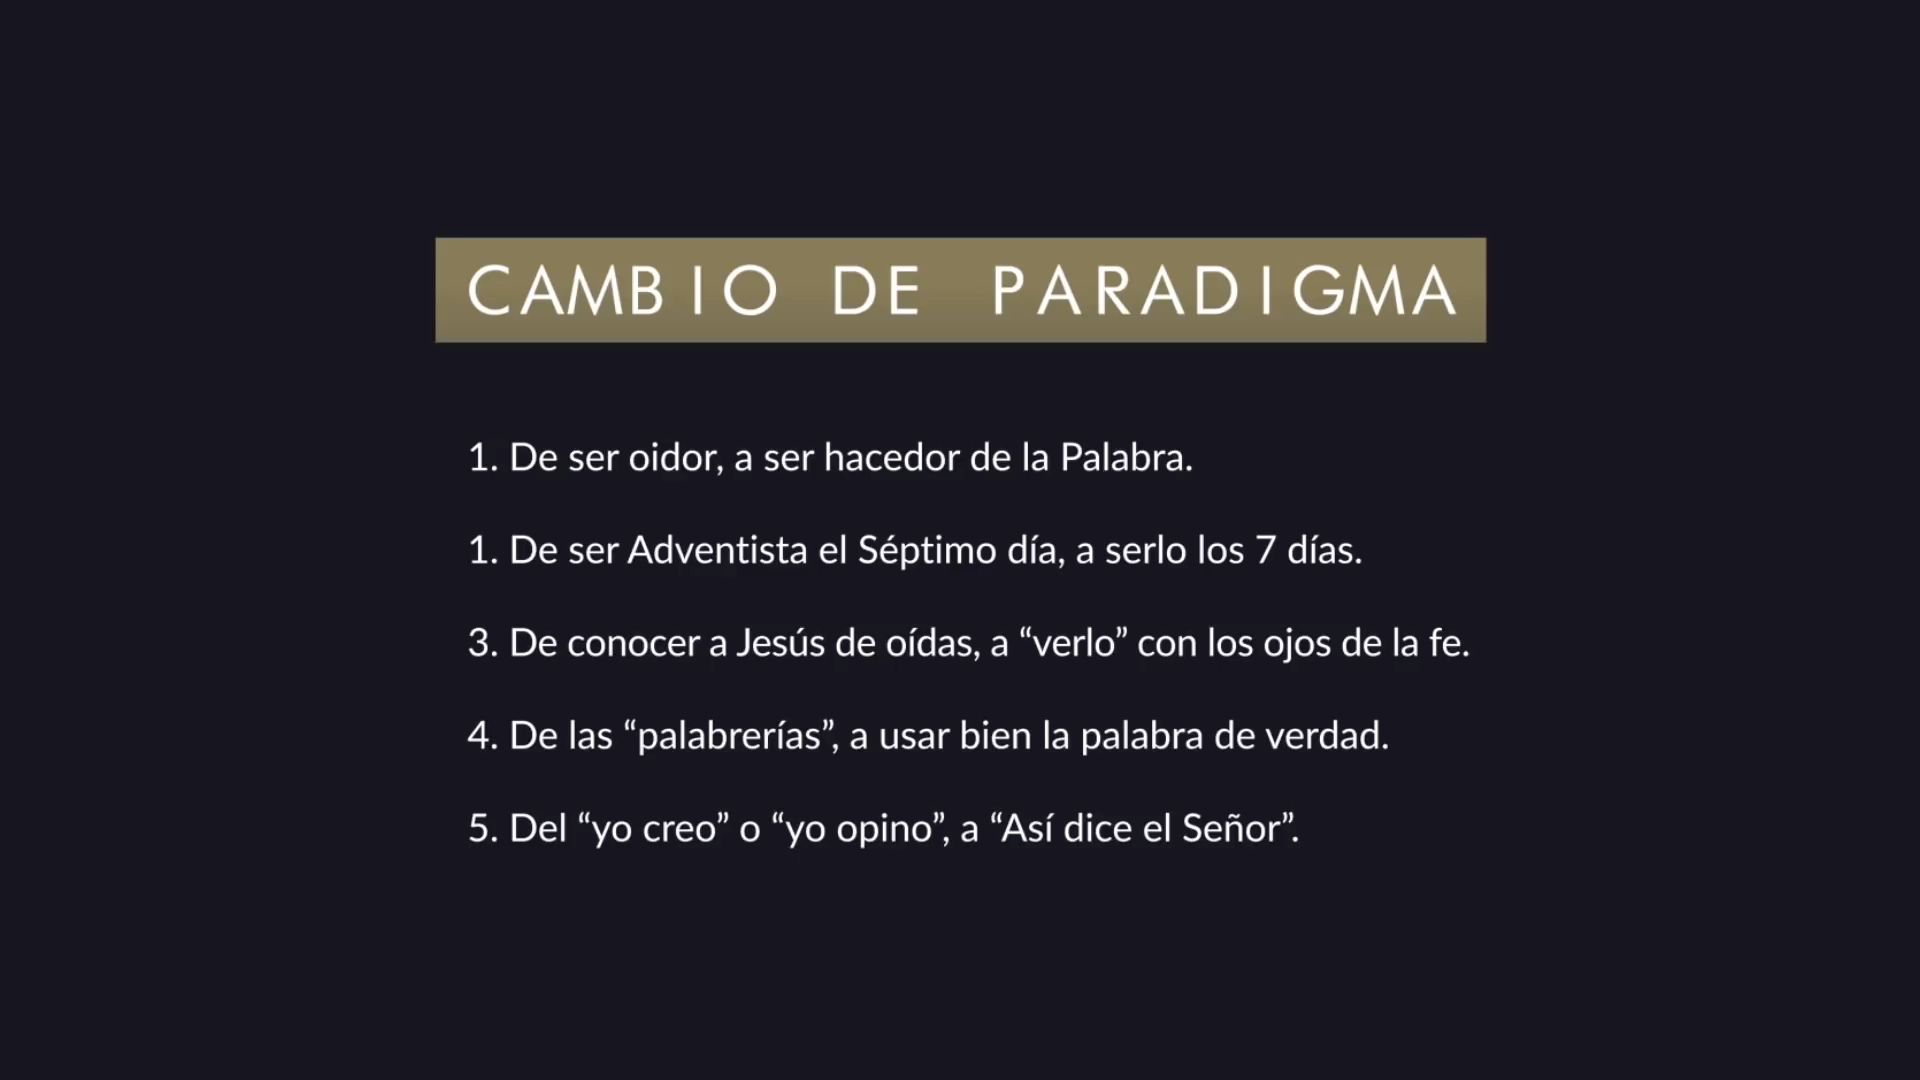 CAMBIO DE PARADIGMA
1. De ser oidor, a ser hacedor de la Palabra.
1. De ser Adventista el Séptimo día, a serlo los 7 días.
3. De conocer a Jesús de oídas, a “verlo” con los ojos de la fe.
4. De las “palabrerías”, a usar bien la palabra de verdad.
5. Del “yo creo” o “yo opino”, a “Así dice el Señor”.